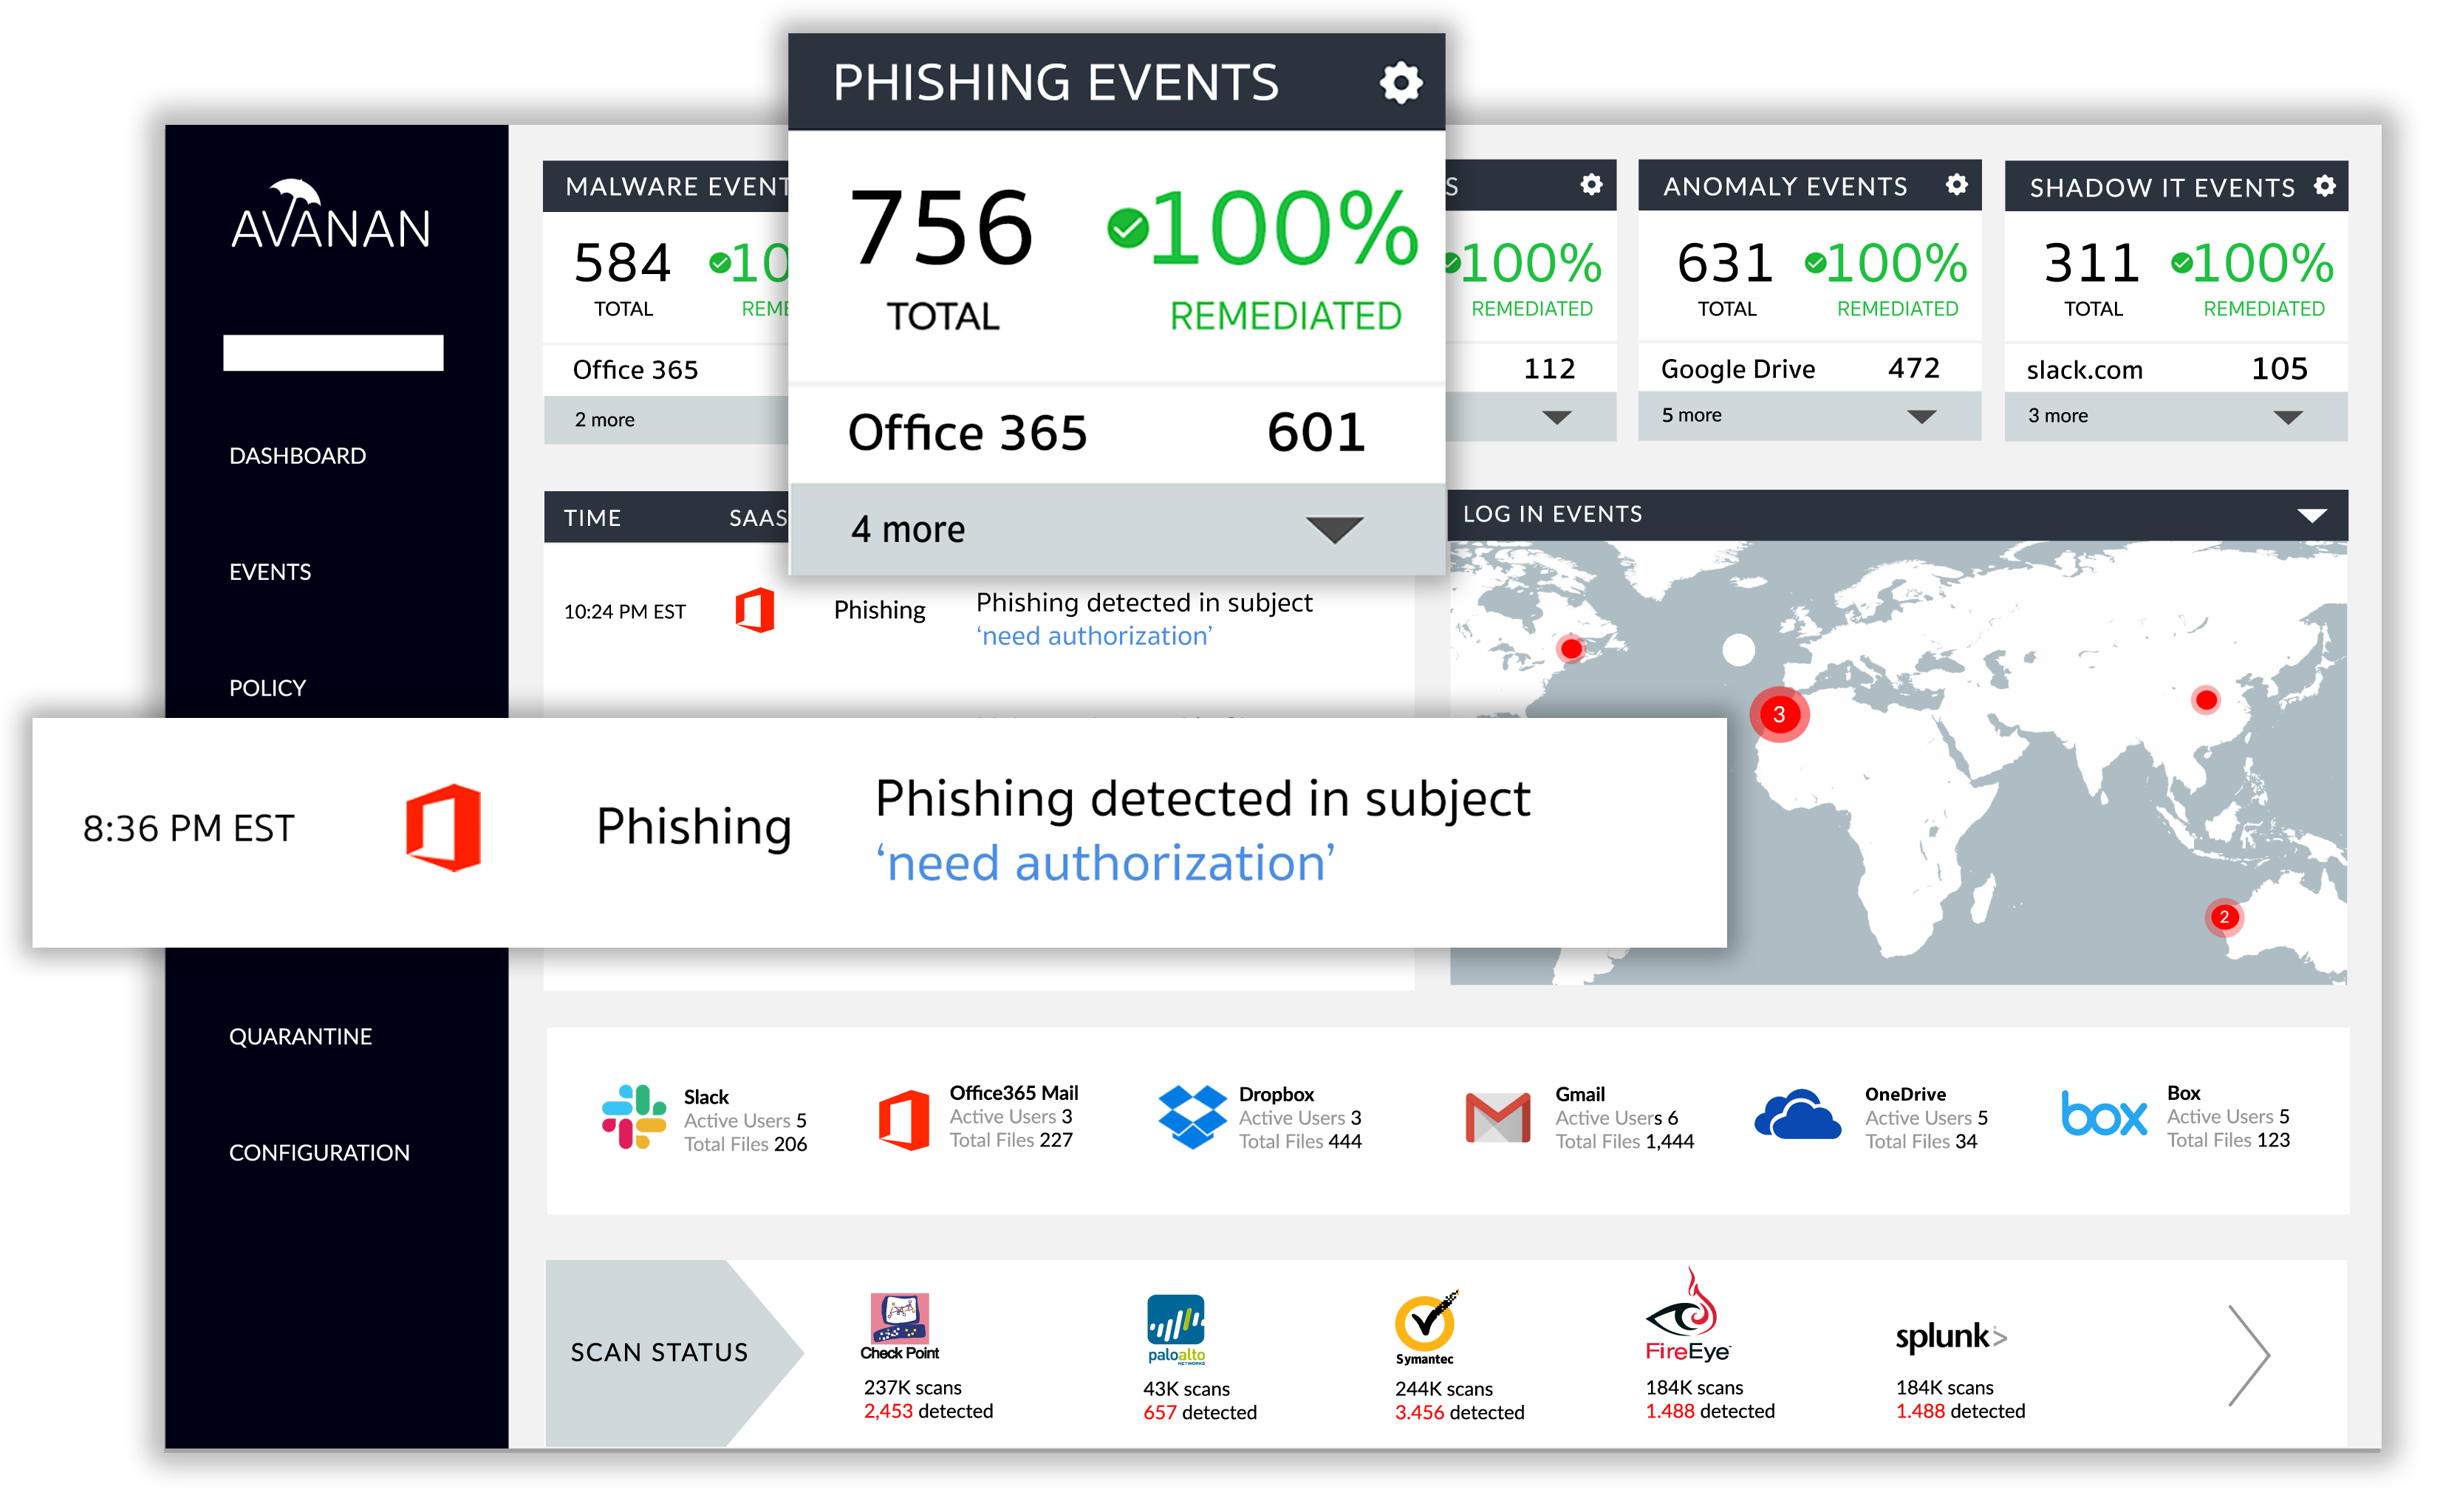 PHISHING EVENTS
756
100%
TOTAL
REMEDIATED
Office 365
601
4 more
AVANAN
DASHBOARD
EVENTS
POLICY
QUARANTINE
CONFIGURATION
MALWARE EVENT
584
10
TOTAL
Office 365
2 more
S
100%
REMEDIATED
112
ANOMALY EVENTS
631
100%
TOTAL
REMEDIATED
Google Drive
472
5 more
SHADOW IT EVENTS
311
100%
TOTAL
REMEDIATED
slack.com
105
3 more
TIME
SAAS
10:24 PM EST
Phishing
Phishing detected in subject
‘need authorization’
8:36 PM EST
Phishing
Phishing detected in subject
‘need authorization’
LOG IN EVENTS
3
2
Slack
Active Users 5
Total Files 206
Office365 Mail
Active Users 3
Total Files 227
Dropbox
Active Users 3
Total Files 444
Gmail
Active Users 6
Total Files 1,444
OneDrive
Active Users 5
Total Files 34
box
Box
Active Users 5
Total Files 123
SCAN STATUS
Check Point
237K scans
2,453 detected
paloalto
NETWORKS
43K scans
657 detected
Symantec
244K scans
3.456 detected
FireEye
184K scans
1.488 detected
splunk>
184K scans
1.488 detected